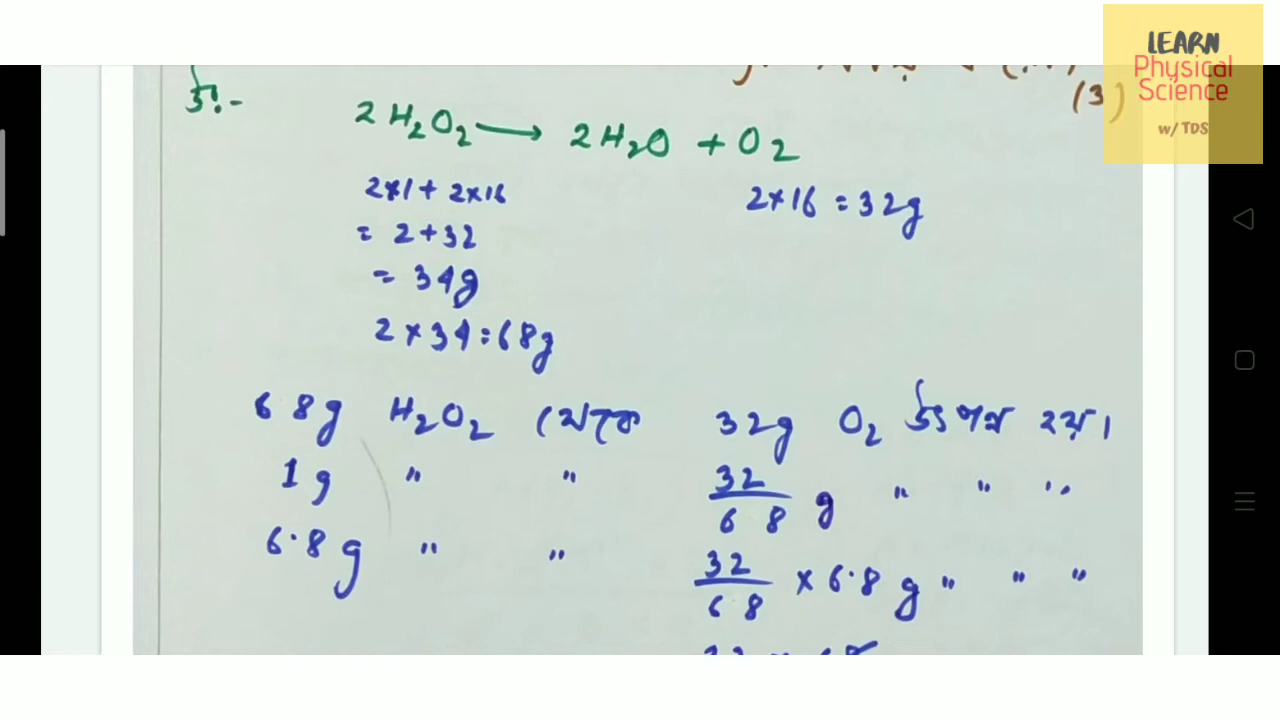 LEARN
Physical
Science
w/ TDS
(3)
উঃ-
2H₂O₂ ⟶ 2H₂O + O₂
2×1 + 2×16
2×16 = 32g
= 2+32
= 34g
2 × 34 = 68g
68g H₂O₂ থেকে 32g O₂ উৎপন্ন হয়।
1g " " 32/68 g " " "
6.8g " " 32/68 × 6.8 g " " "